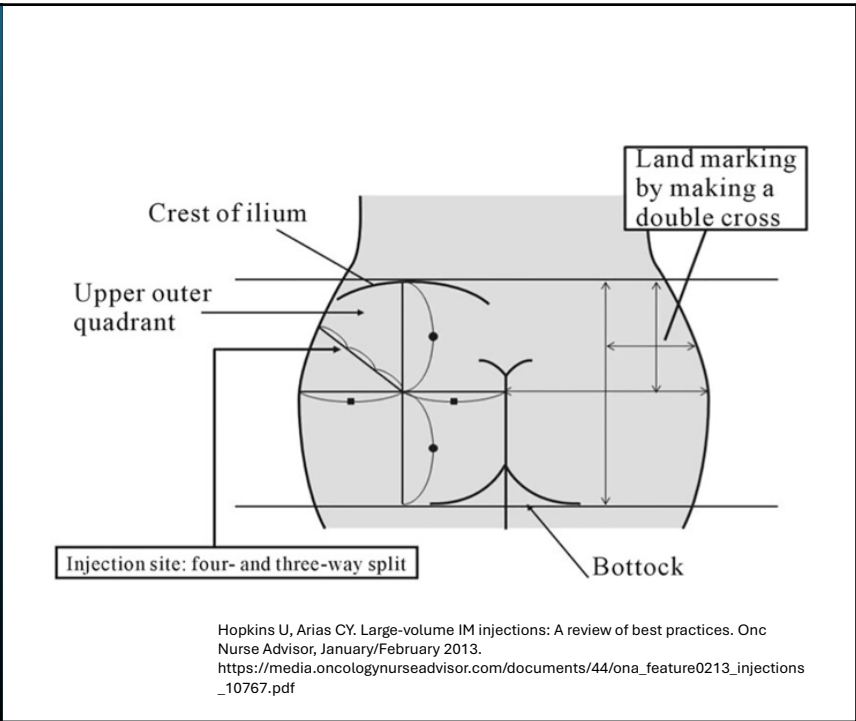 Land marking
by making a
double cross
Crest of ilium
Upper outer
quadrant
Injection site: four- and three-way split
Bottock
Hopkins U, Arias CY. Large-volume IM injections: A review of best practices. Onc
Nurse Advisor, January/February 2013.
https://media.oncologynurseadvisor.com/documents/44/ona_feature0213_injections
_10767.pdf